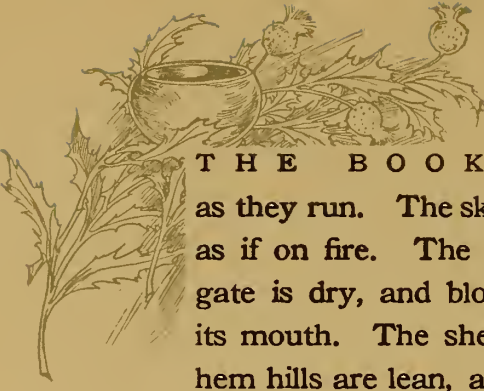 THE BOOK
as they run. The sk
as if on fire. The
gate is dry, and blo
its mouth. The she
hem hills are lean, a